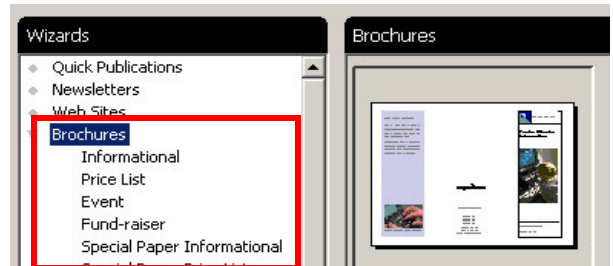 Wizards
Quick Publications
Newsletters
Web Sites
Brochures
Informational
Price List
Event
Fund-raiser
Special Paper Informational
Brochures